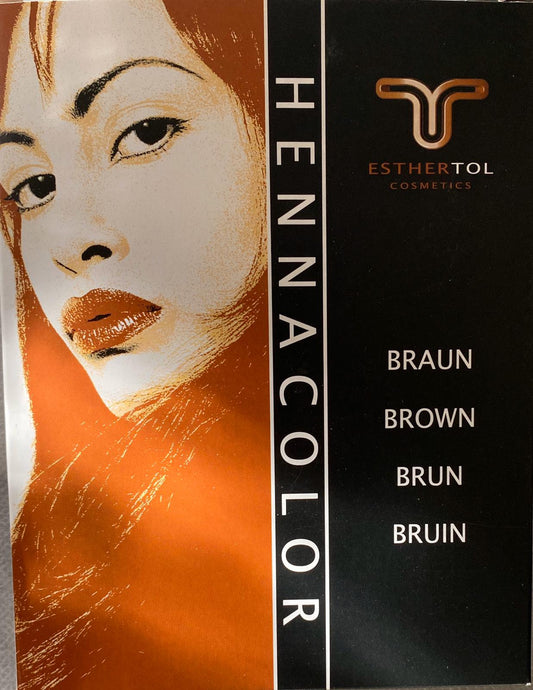 HENNACOLOR
ESTHERTOL
COSMETICS
BRAUN
BROWN
BRUN
BRUIN